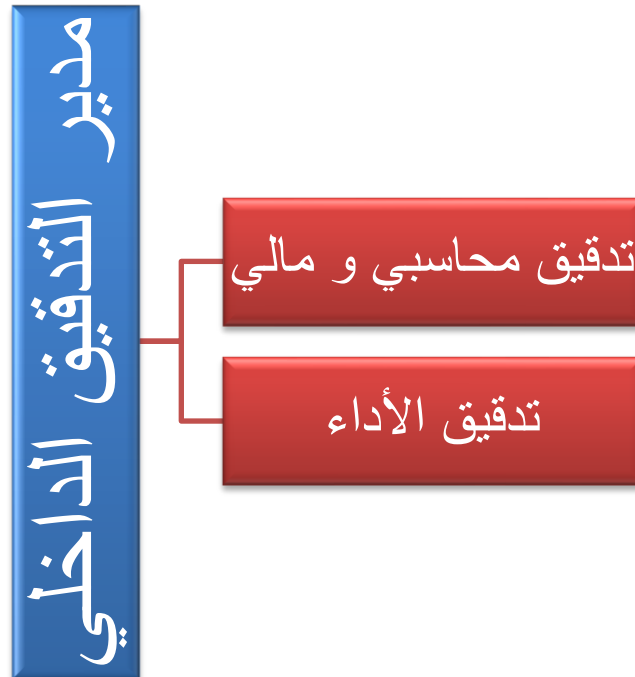 مدير التدقيق الداخلي
تدقيق محاسبي و مالي
تدقيق الأداء